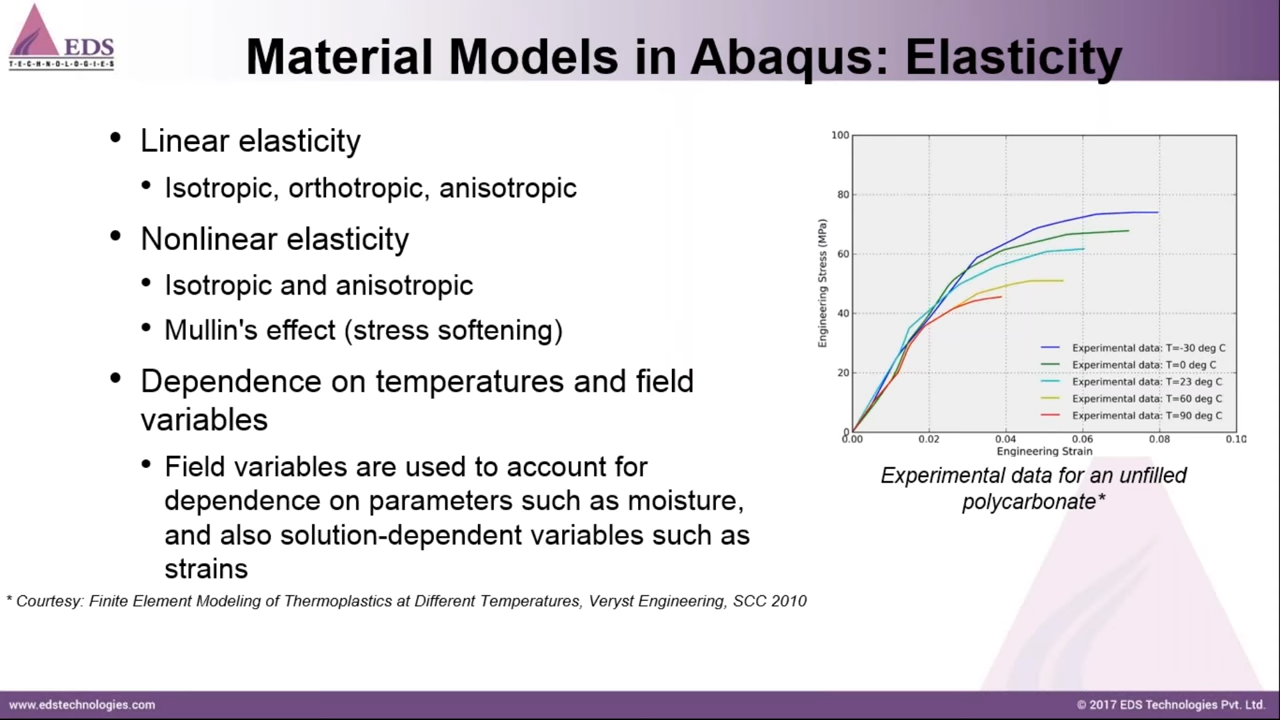 EDS
TECHNOLOGIES
Material Models in Abaqus: Elasticity
• Linear elasticity
• Isotropic, orthotropic, anisotropic
• Nonlinear elasticity
• Isotropic and anisotropic
• Mullin's effect (stress softening)
• Dependence on temperatures and field
variables
• Field variables are used to account for
dependence on parameters such as moisture,
and also solution-dependent variables such as
strains
* Courtesy: Finite Element Modeling of Thermoplastics at Different Temperatures, Veryst Engineering, SCC 2010
Engineering Stress (MPa)
100
80
60
40
20
0
Experimental data: T=-30 deg C
Experimental data: T=0 deg C
Experimental data: T=23 deg C
Experimental data: T=60 deg C
Experimental data: T=90 deg C
0.00 0.02 0.04 0.06 0.08 0.10
Engineering Strain
Experimental data for an unfilled
polycarbonate*
www.edstechnologies.com
© 2017 EDS Technologies Pvt. Ltd.